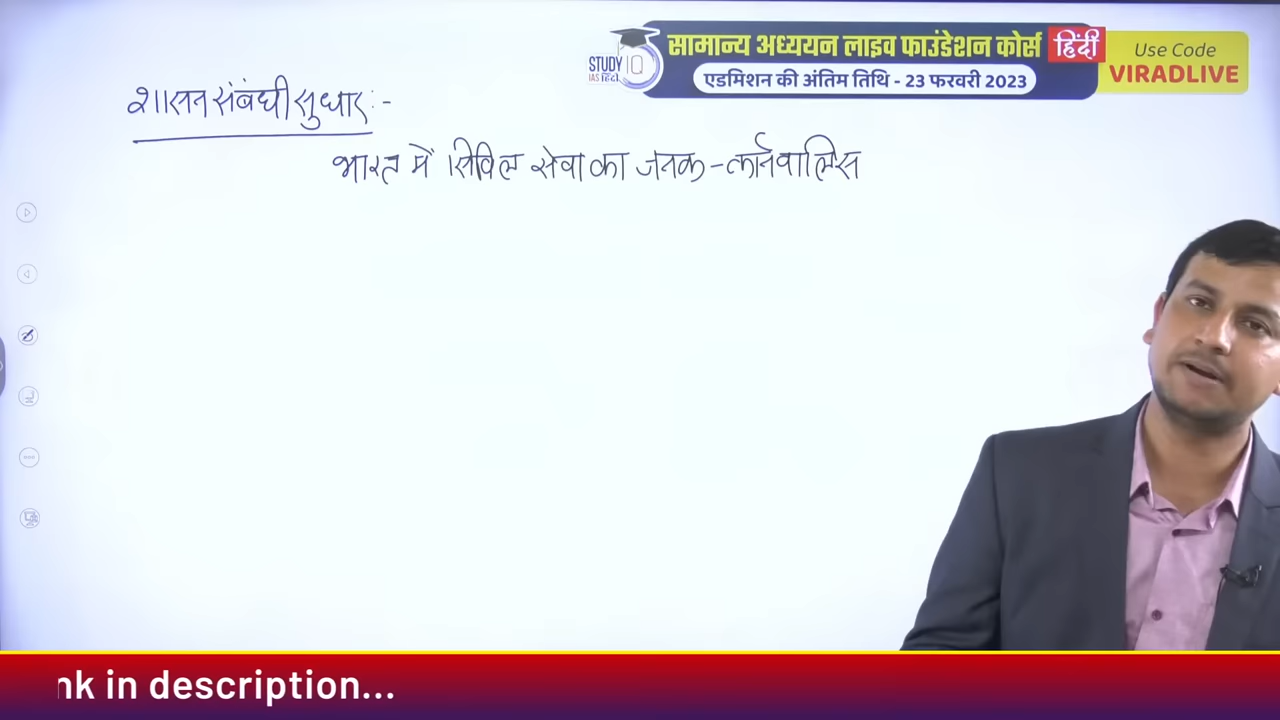 STUDY IQ
IAS हिंदी
सामान्य अध्ययन लाइव फाउंडेशन कोर्स हिंदी
एडमिशन की अंतिम तिथि - 23 फरवरी 2023
Use Code
VIRADLIVE
शासन संबंधी सुधार :-
भारत में सिविल सेवा का जनक - कार्नवालिस
nk in description...